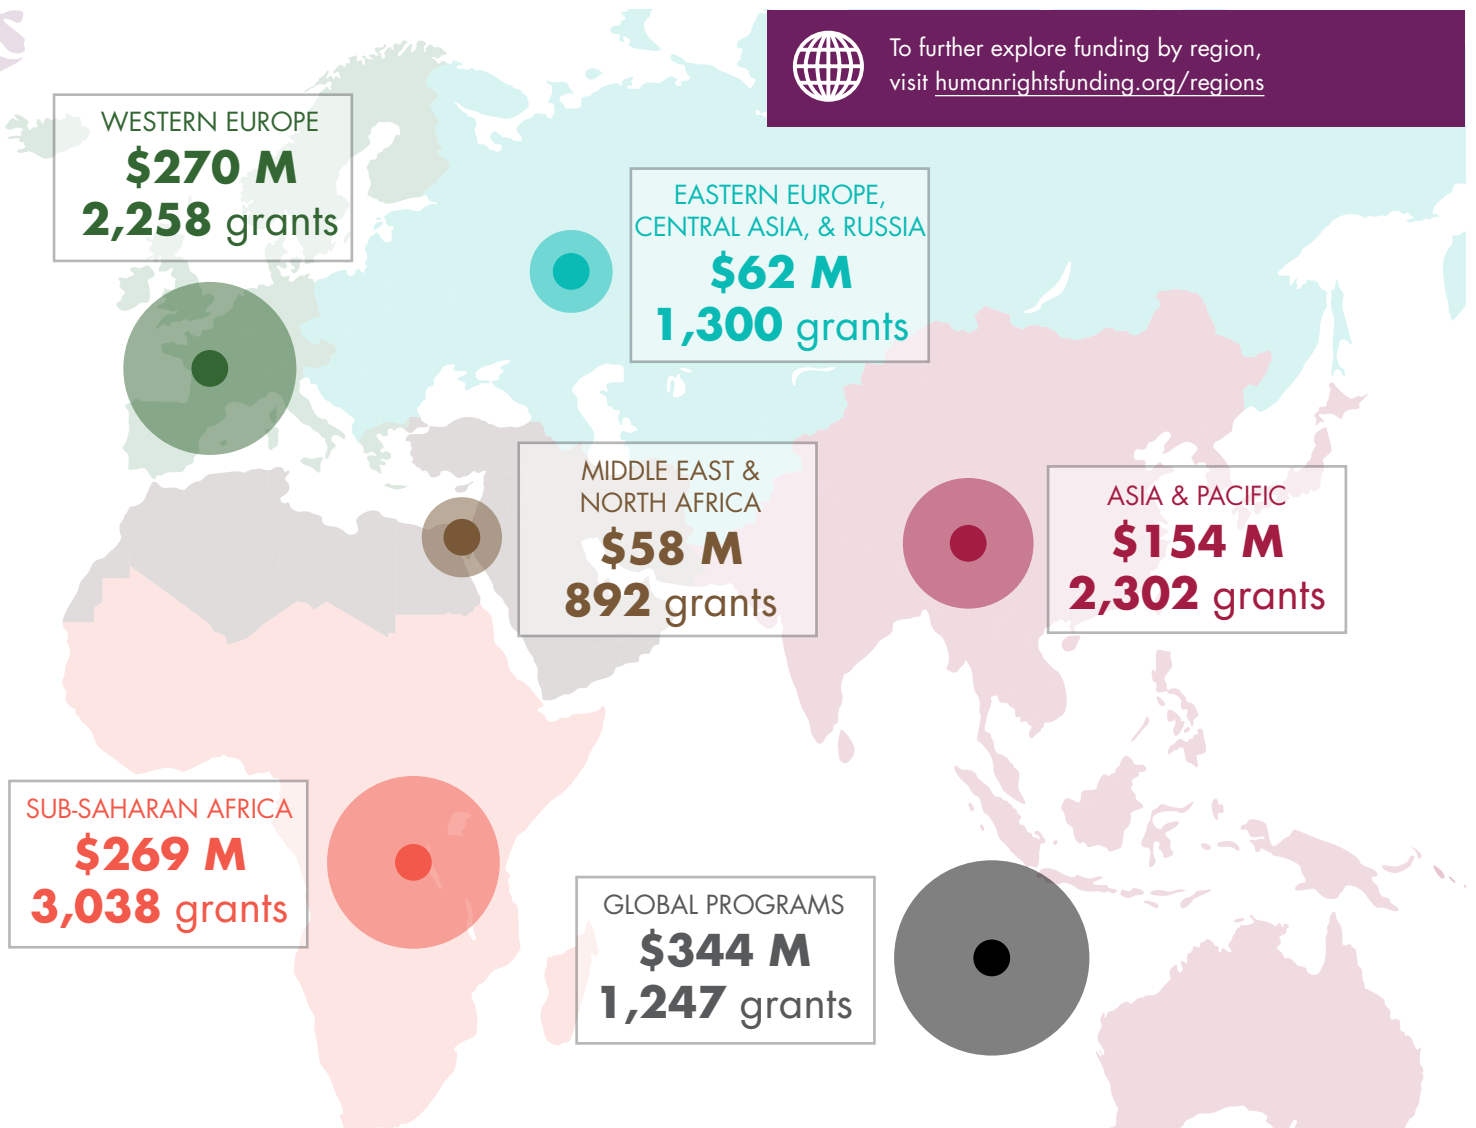 To further explore funding by region,
visit humanrightsfunding.org/regions
WESTERN EUROPE
$270 M
2,258 grants
EASTERN EUROPE,
CENTRAL ASIA, & RUSSIA
$62 M
1,300 grants
MIDDLE EAST &
NORTH AFRICA
$58 M
892 grants
ASIA & PACIFIC
$154 M
2,302 grants
SUB-SAHARAN AFRICA
$269 M
3,038 grants
GLOBAL PROGRAMS
$344 M
1,247 grants